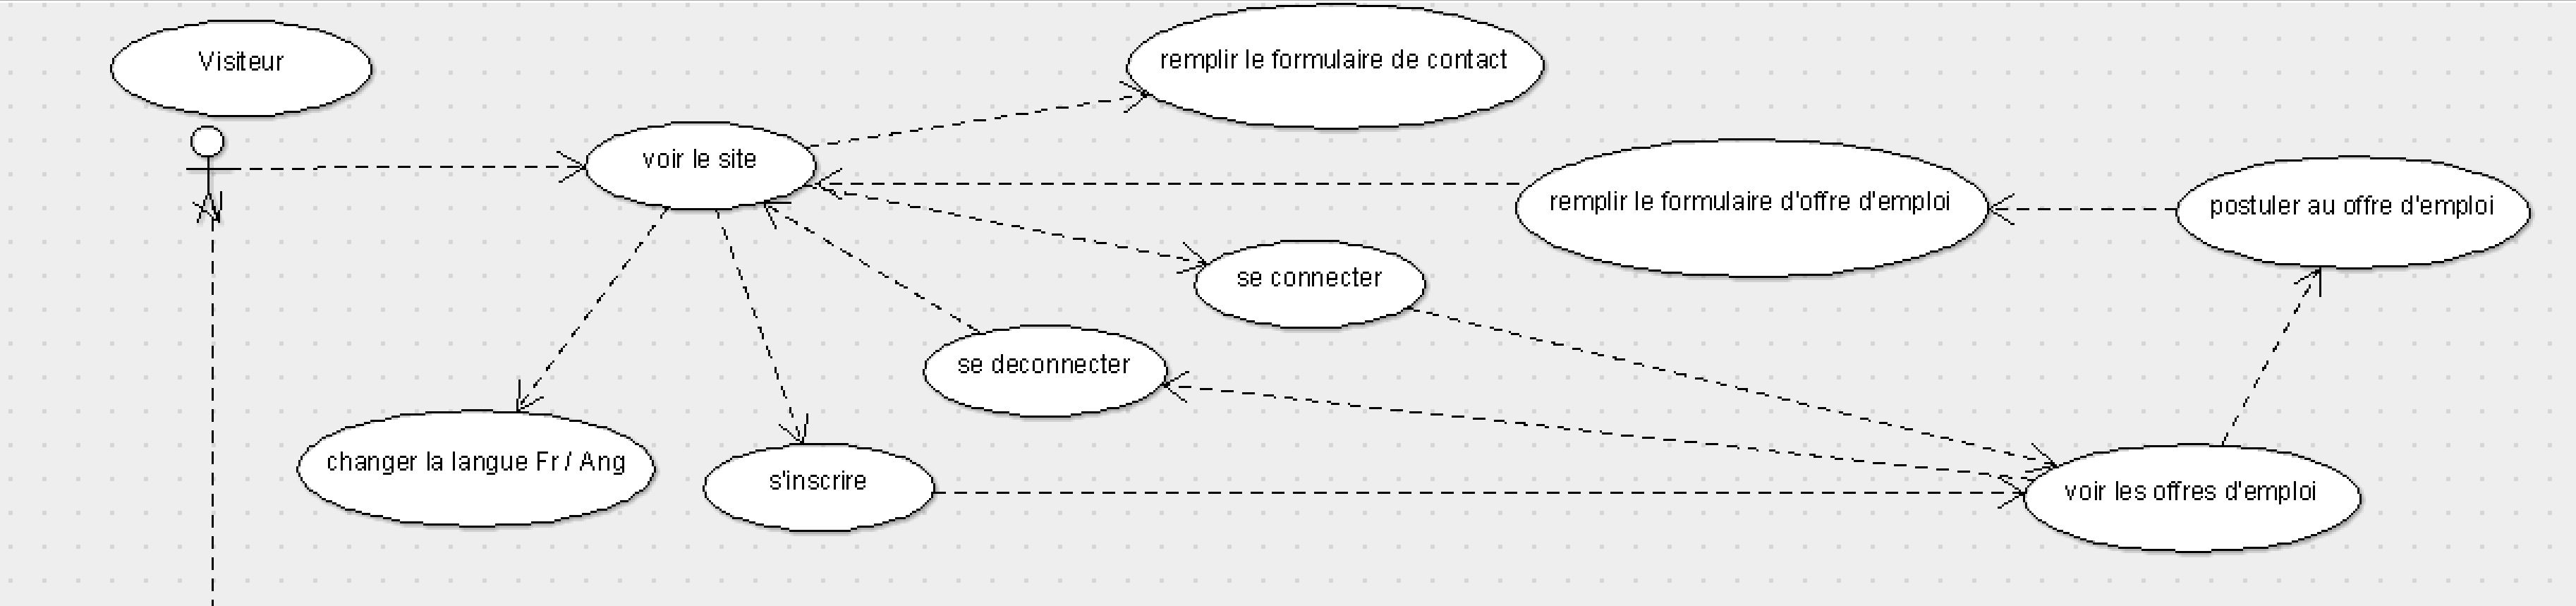 Visiteur
remplir le formulaire de contact
voir le site
remplir le formulaire d'offre d'emploi
postuler au offre d'emploi
se connecter
se deconnecter
changer la langue Fr / Ang
s'inscrire
voir les offres d'emploi